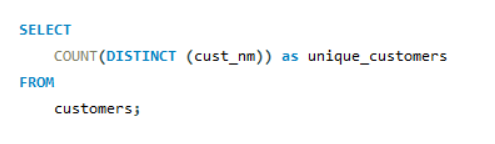 SELECT
    COUNT(DISTINCT (cust_nm)) as unique_customers
FROM
    customers;